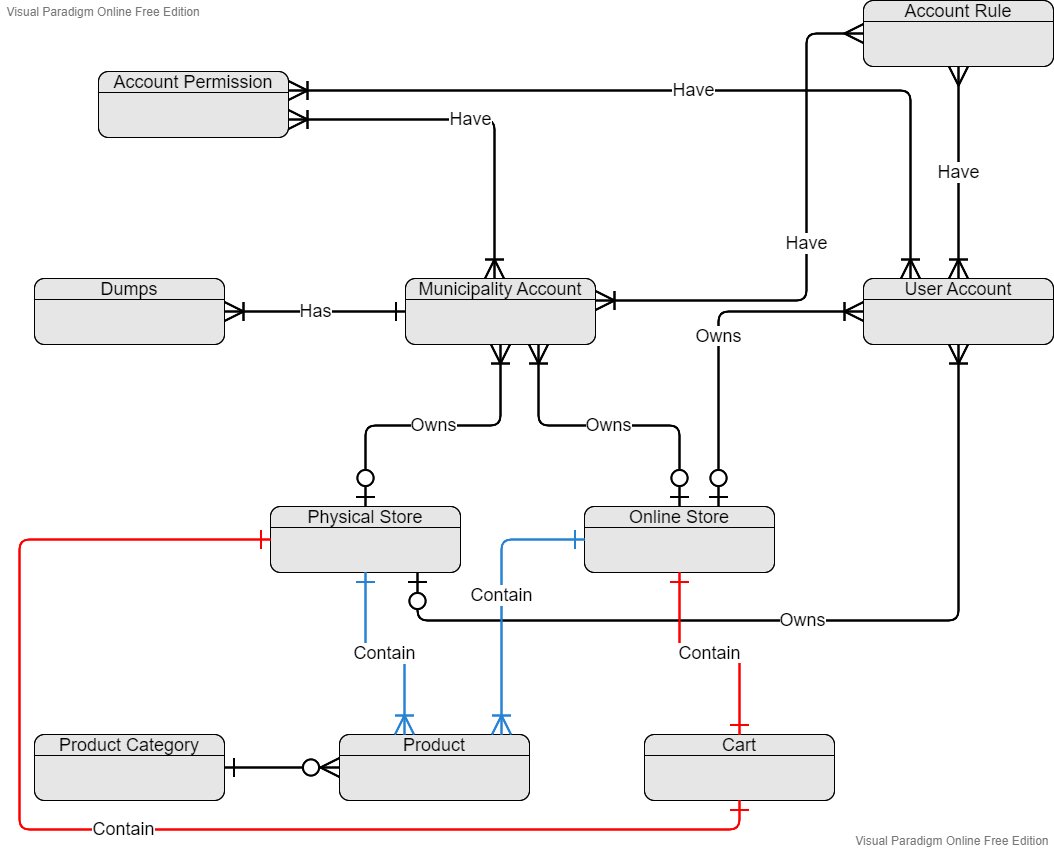 Visual Paradigm Online Free Edition
Account Rule
Account Permission
Have
Have
Have
Have
Dumps
Municipality Account
User Account
Has
Owns
Owns
Owns
Physical Store
Online Store
Contain
Owns
Contain
Contain
Product Category
Product
Cart
Contain
Visual Paradigm Online Free Edition